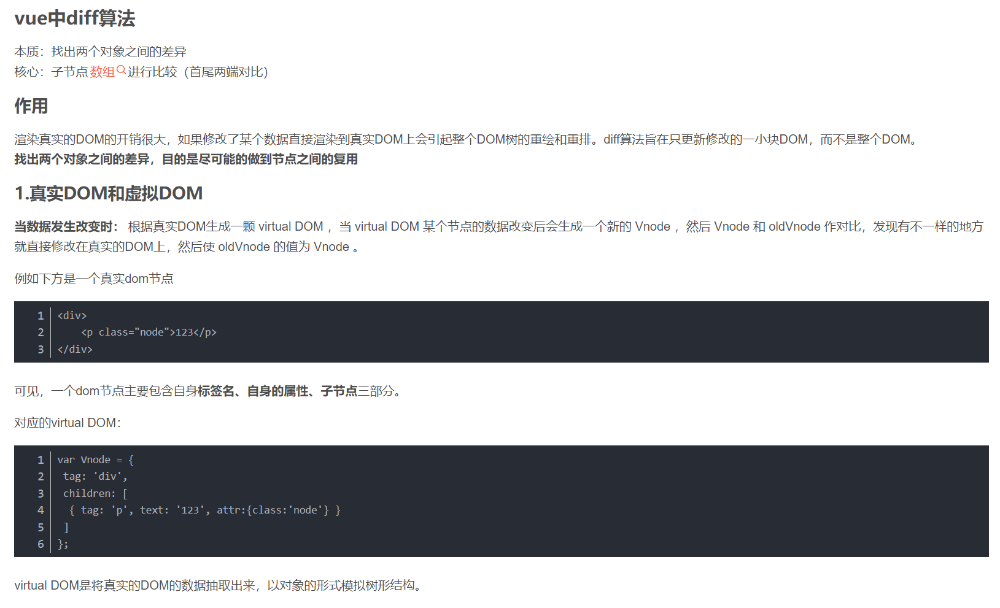 vue中diff算法
本质：找出两个对象之间的差异
核心：子节点数组进行比较（首尾两端对比）
作用
渲染真实的DOM的开销很大，如果修改了某个数据直接渲染到真实DOM上会引起整个DOM树的重绘和重排。diff算法旨在只更新修改的一小块DOM，而不是整个DOM。
找出两个对象之间的差异，目的是尽可能的做到节点之间的复用
1.真实DOM和虚拟DOM
当数据发生改变时： 根据真实DOM生成一颗 virtual DOM ，当 virtual DOM 某个节点的数据改变后会生成一个新的 Vnode ，然后 Vnode 和 oldVnode 作对比，发现有不一样的地方
就直接修改在真实的DOM上，然后使 oldVnode 的值为 Vnode 。
例如下方是一个真实dom节点
1 <div>
2     <p class="node">123</p>
3 </div>
可见，一个dom节点主要包含自身标签名、自身的属性、子节点三部分。
对应的virtual DOM：
1 var Vnode = {
2  tag: 'div',
3  children: [
4   { tag: 'p', text: '123', attr:{class:'node'} }
5  ]
6 };
virtual DOM是将真实的DOM的数据抽取出来，以对象的形式模拟树形结构。